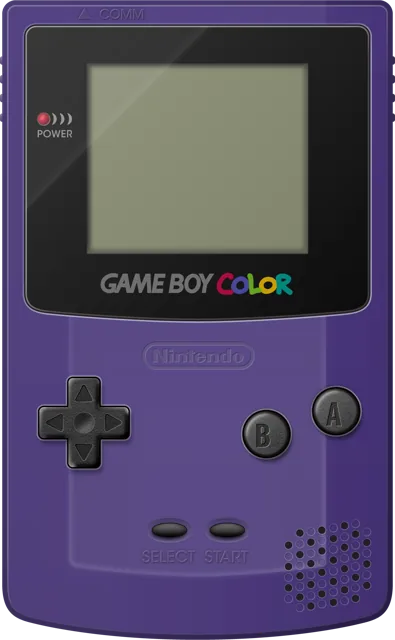 COMM
POWER
GAME BOY COLOR
Nintendo
B
A
SELECT START